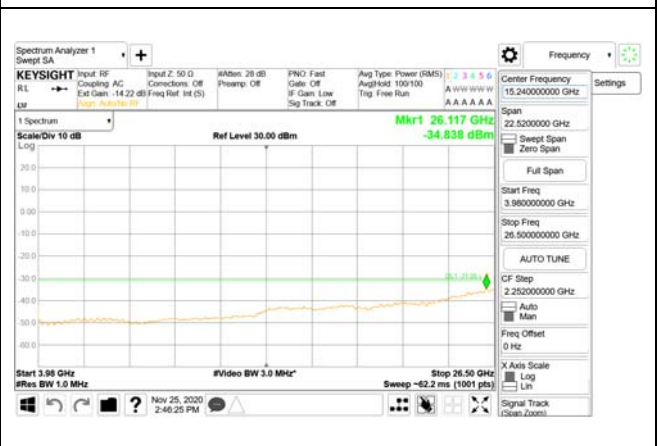 Spectrum Analyzer 1
Swept SA
Frequency
KEYSIGHT
RL
Input: RF
Coupling: AC
Ext Gain: -14.22 dB
Align: Auto/No RF
Input Z: 50 Ω
Corrections: Off
Freq Ref: Int (S)
#Atten: 28 dB
Preamp: Off
PNO: Fast
Gate: Off
IF Gain: Low
Sig Track: Off
Avg Type: Power (RMS)
Avg|Hold: 100/100
Trig: Free Run
1 2 3 4 5 6
A W W W W W
A A A A A A
1 Spectrum
Scale/Div 10 dB
Ref Level 30.00 dBm
Mkr1 26.117 GHz
-34.838 dBm
Log
20.0
10.0
0.00
-10.0
-20.0
-30.0
-40.0
-50.0
-60.0
Start 3.98 GHz
#Video BW 3.0 MHz*
Stop 26.50 GHz
#Res BW 1.0 MHz
Sweep ~62.2 ms (1001 pts)
Nov 25, 2020
2:46:25 PM
Center Frequency
15.240000000 GHz
Settings
Span
22.5200000 GHz
Swept Span
Zero Span
Full Span
Start Freq
3.980000000 GHz
Stop Freq
26.500000000 GHz
AUTO TUNE
CF Step
2.252000000 GHz
Auto
Man
Freq Offset
0 Hz
X Axis Scale
Log
Lin
Signal Track
(Span Zoom)